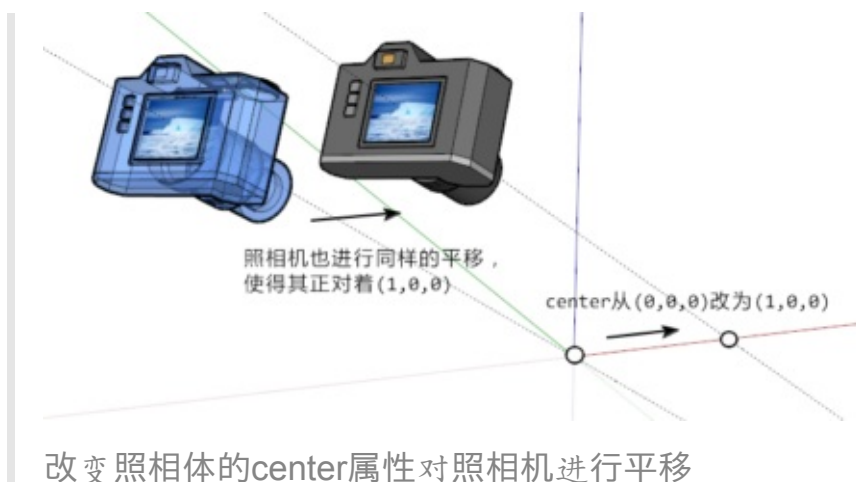 照相机也进行同样的平移，
使得其正对着(1,0,0)
center从(0,0,0)改为(1,0,0)
改变照相体的center属性对照相机进行平移